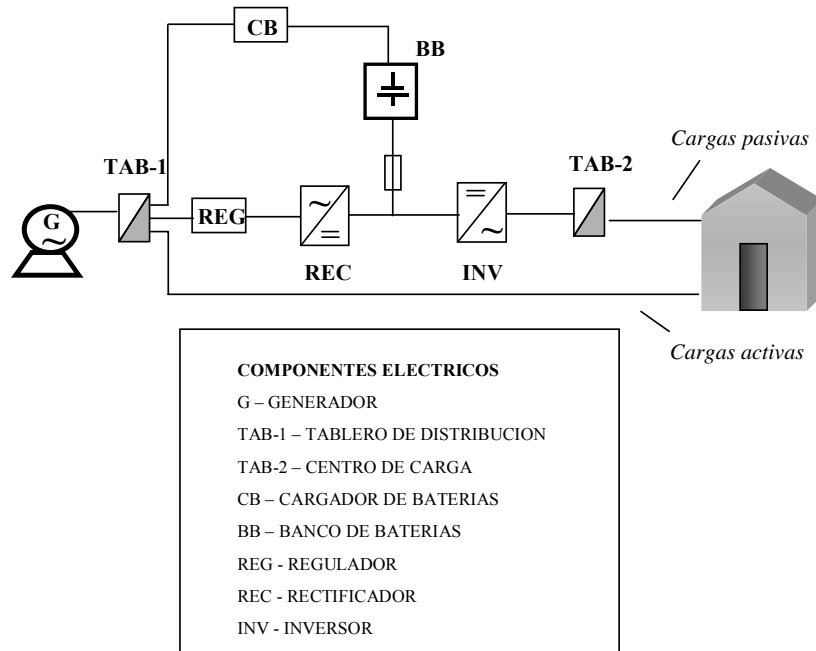 CB
BB
TAB-1
TAB-2
Cargas pasivas
G
REG
REC
INV
Cargas activas
COMPONENTES ELECTRICOS
G – GENERADOR
TAB-1 – TABLERO DE DISTRIBUCION
TAB-2 – CENTRO DE CARGA
CB – CARGADOR DE BATERIAS
BB – BANCO DE BATERIAS
REG - REGULADOR
REC - RECTIFICADOR
INV - INVERSOR